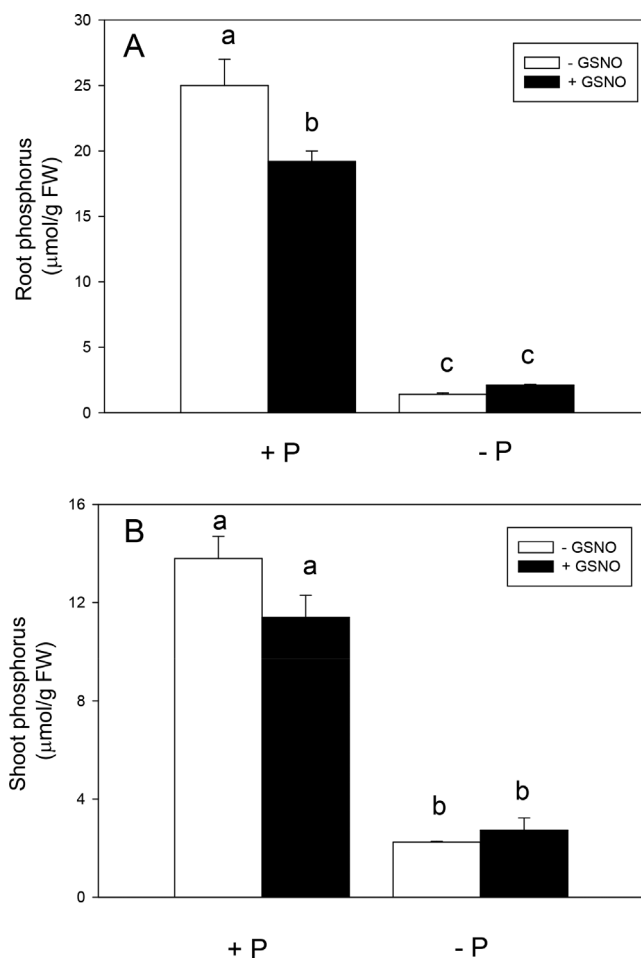 30
25
20
15
10
5
0
Root phosphorus
(μmol/g FW)
A
a
b
c
c
- GSNO
+ GSNO
+ P
- P
16
12
8
4
0
Shoot phosphorus
(μmol/g FW)
B
a
a
b
b
- GSNO
+ GSNO
+ P
- P